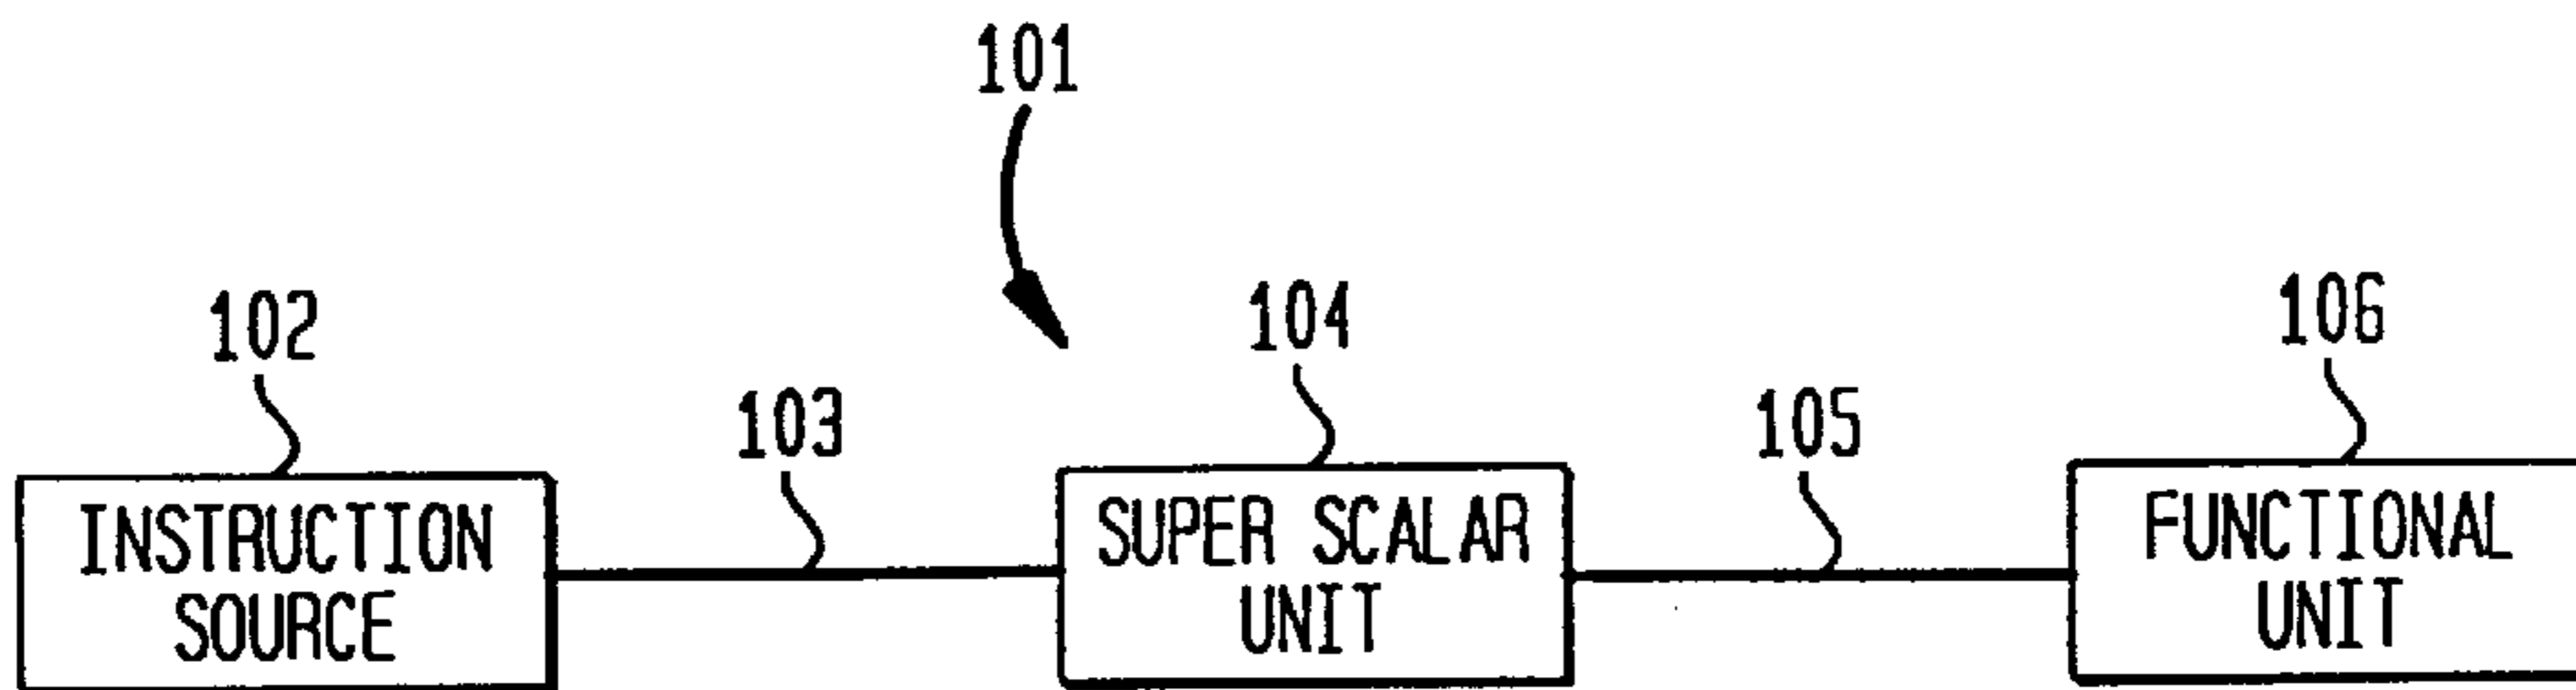 101
102
104
106
103
105
INSTRUCTION
SOURCE
SUPER SCALAR
UNIT
FUNCTIONAL
UNIT